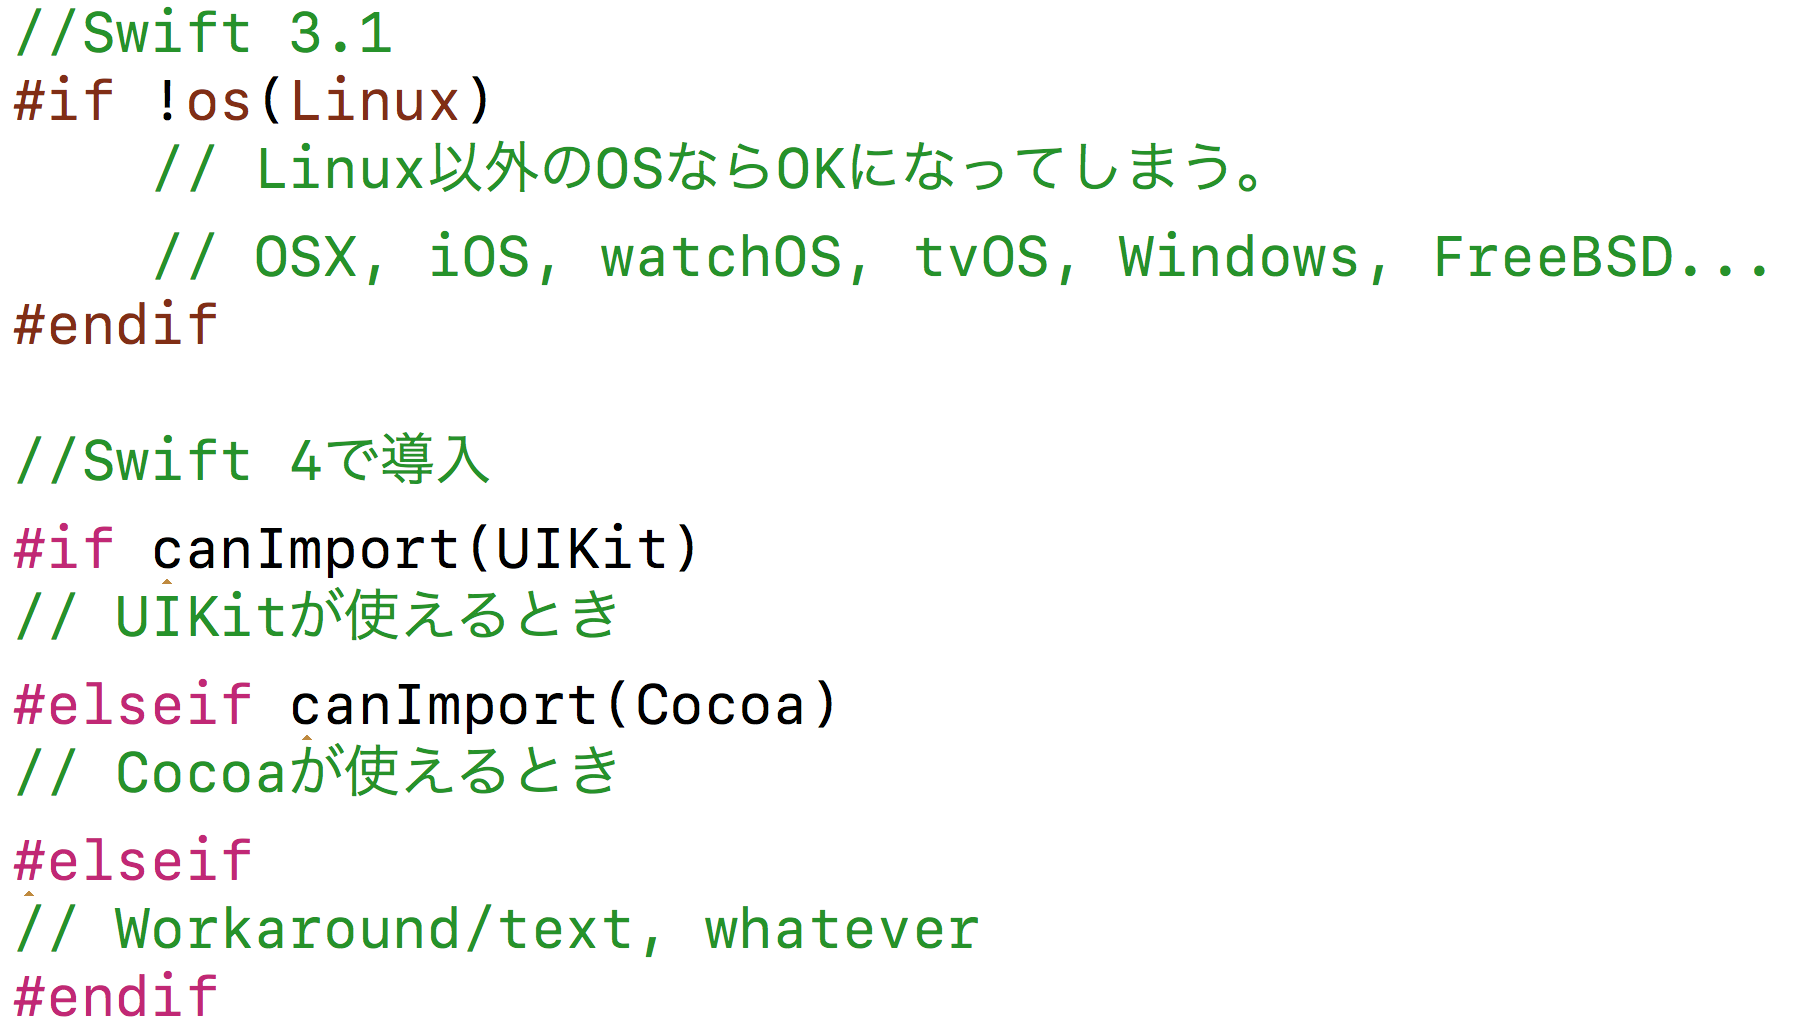 //Swift 3.1
#if !os(Linux)
    // Linux以外のOSならOKになってしまう。
    // OSX, iOS, watchOS, tvOS, Windows, FreeBSD...
#endif

//Swift 4で導入
#if canImport(UIKit)
// UIKitが使えるとき
#elseif canImport(Cocoa)
// Cocoaが使えるとき
#elseif
// Workaround/text, whatever
#endif